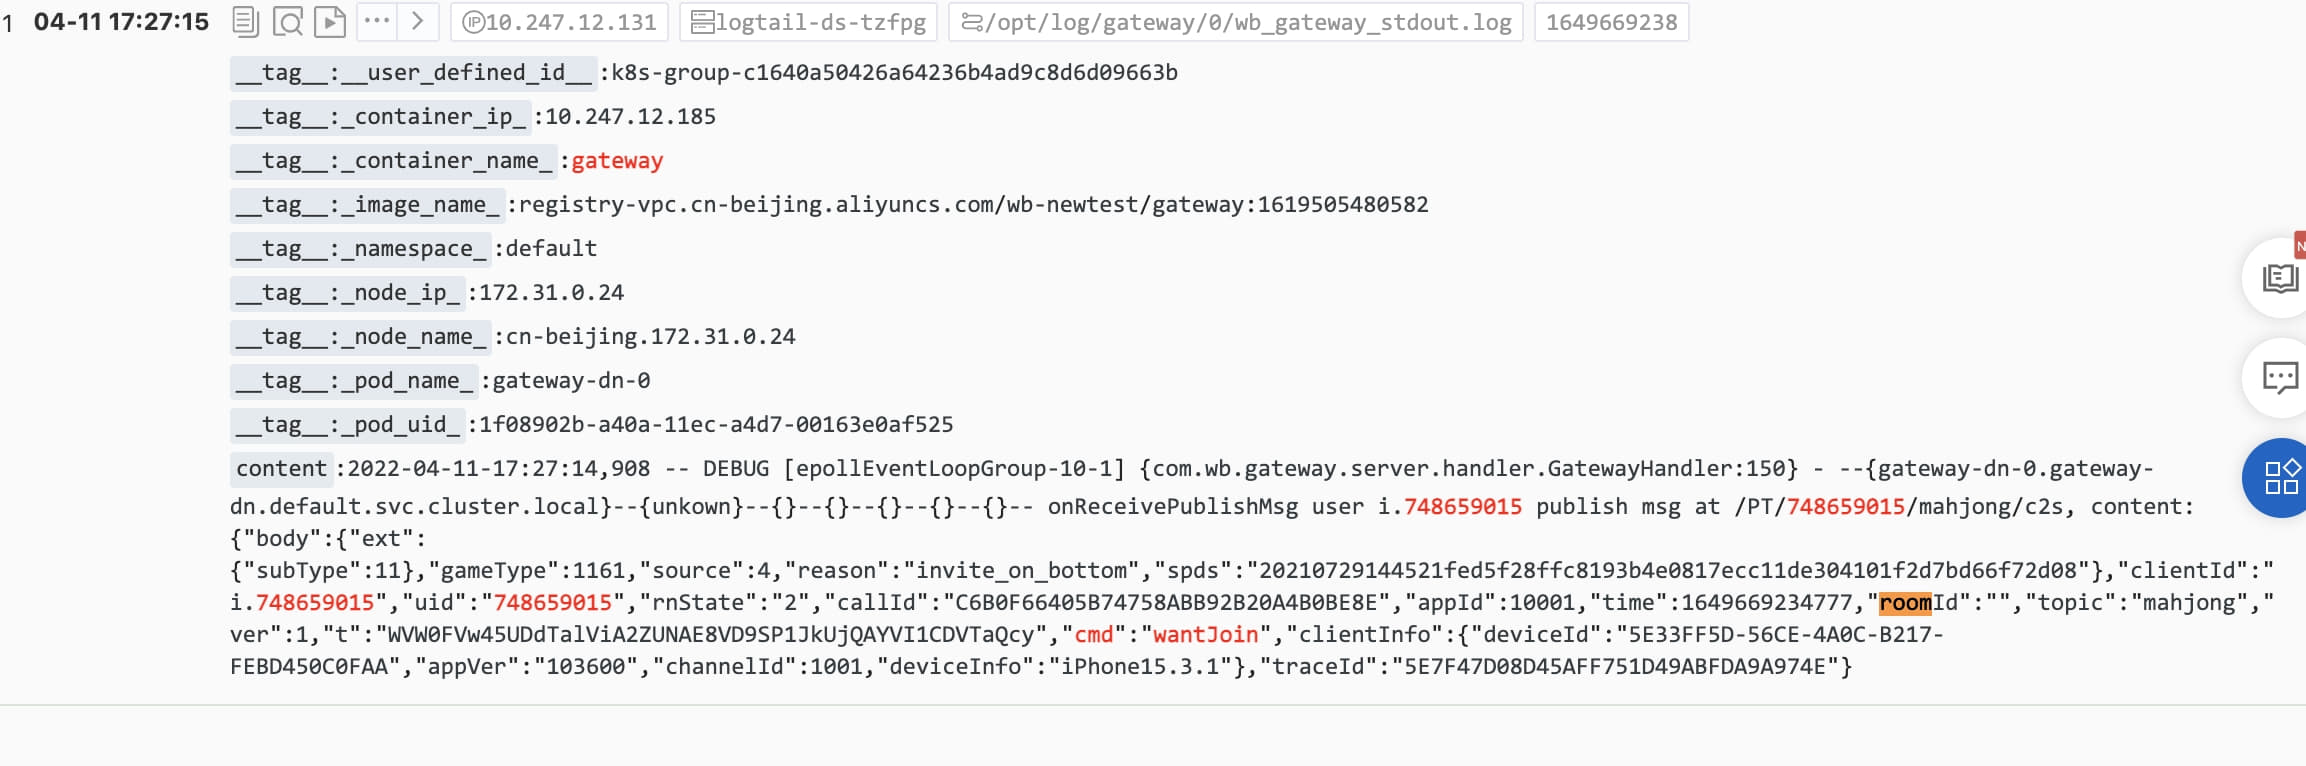 1 04-11 17:27:15 ··· > IP 10.247.12.131 logtail-ds-tzfpg /opt/log/gateway/0/wb_gateway_stdout.log 1649669238
__tag__:__user_defined_id__ :k8s-group-c1640a50426a64236b4ad9c8d6d09663b
__tag__:_container_ip_ :10.247.12.185
__tag__:_container_name_ :gateway
__tag__:_image_name_ :registry-vpc.cn-beijing.aliyuncs.com/wb-newtest/gateway:1619505480582
__tag__:_namespace_ :default
N
__tag__:_node_ip_ :172.31.0.24
__tag__:_node_name_ :cn-beijing.172.31.0.24
__tag__:_pod_name_ :gateway-dn-0
__tag__:_pod_uid_ :1f08902b-a40a-11ec-a4d7-00163e0af525
content :2022-04-11-17:27:14,908 -- DEBUG [epollEventLoopGroup-10-1] {com.wb.gateway.server.handler.GatewayHandler:150} - --{gateway-dn-0.gateway-
dn.default.svc.cluster.local}--{unkown}--{}--{}--{}--{}--{}-- onReceivePublishMsg user i.748659015 publish msg at /PT/748659015/mahjong/c2s, content:
{"body":{"ext":
{"subType":11},"gameType":1161,"source":4,"reason":"invite_on_bottom","spds":"20210729144521fed5f28ffc8193b4e0817ecc11de304101f2d7bd66f72d08"},"clientId":"
i.748659015","uid":"748659015","rnState":"2","callId":"C6B0F66405B74758ABB92B20A4B0BE8E","appId":10001,"time":1649669234777,"roomId":"","topic":"mahjong","
ver":1,"t":"WVW0FVw45UDdTalViA2ZUNAE8VD9SP1JkUjQAYVI1CDVTaQcy","cmd":"wantJoin","clientInfo":{"deviceId":"5E33FF5D-56CE-4A0C-B217-
FEBD450C0FAA","appVer":"103600","channelId":1001,"deviceInfo":"iPhone15.3.1"},"traceId":"5E7F47D08D45AFF751D49ABFDA9A974E"}